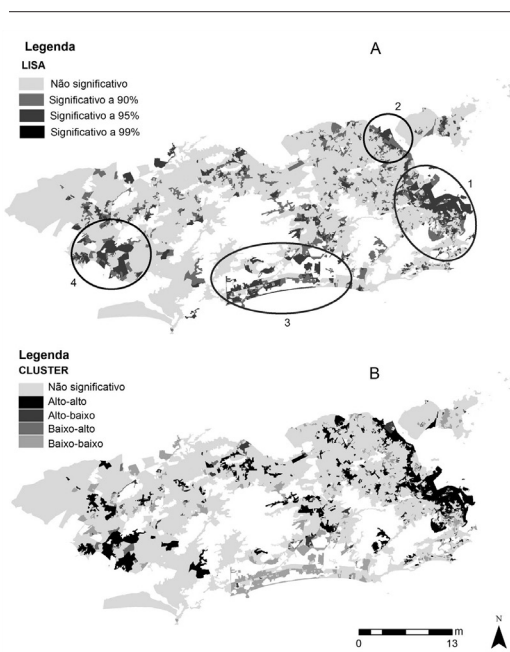 Legenda
A
LISA
Não significativo
Significativo a 90%
Significativo a 95%
Significativo a 99%
2
1
4
3
Legenda
CLUSTER
B
Não significativo
Alto-alto
Alto-baixo
Baixo-alto
Baixo-baixo
N
m
0 13